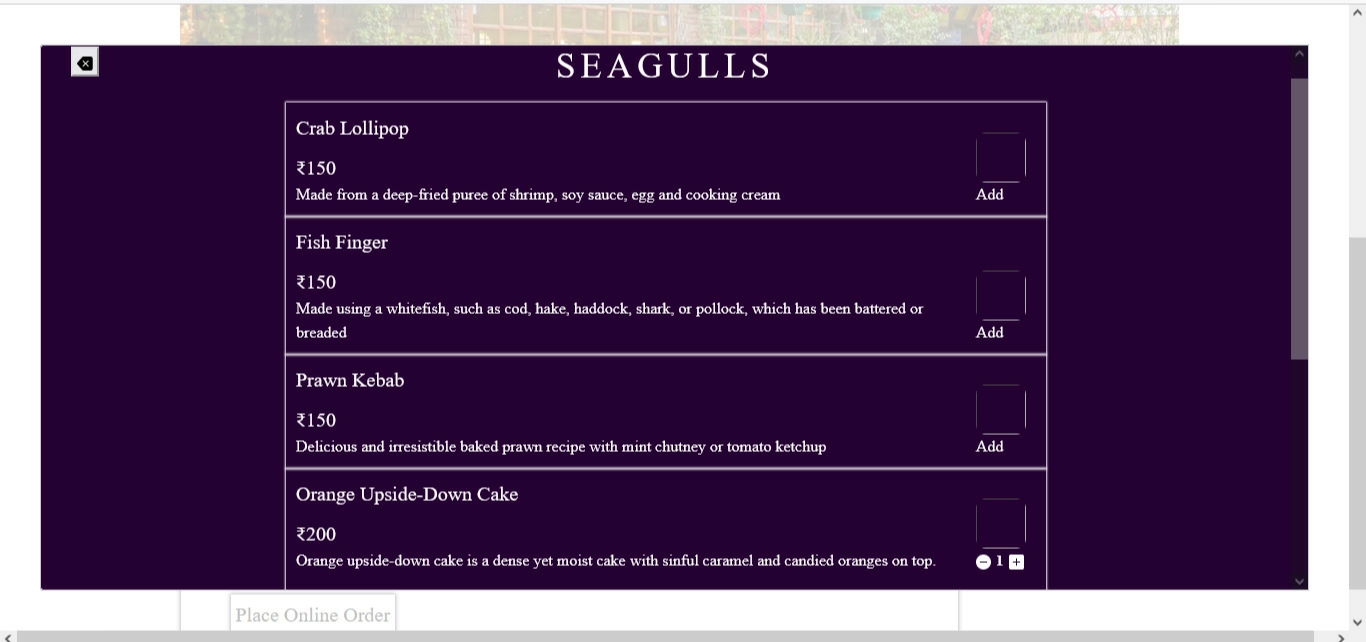 SEAGULLS
Crab Lollipop
₹150
Made from a deep-fried puree of shrimp, soy sauce, egg and cooking cream
Add
Fish Finger
₹150
Made using a whitefish, such as cod, hake, haddock, shark, or pollock, which has been battered or
breaded
Add
Prawn Kebab
₹150
Delicious and irresistible baked prawn recipe with mint chutney or tomato ketchup
Add
Orange Upside-Down Cake
₹200
Orange upside-down cake is a dense yet moist cake with sinful caramel and candied oranges on top.
1
Place Online Order